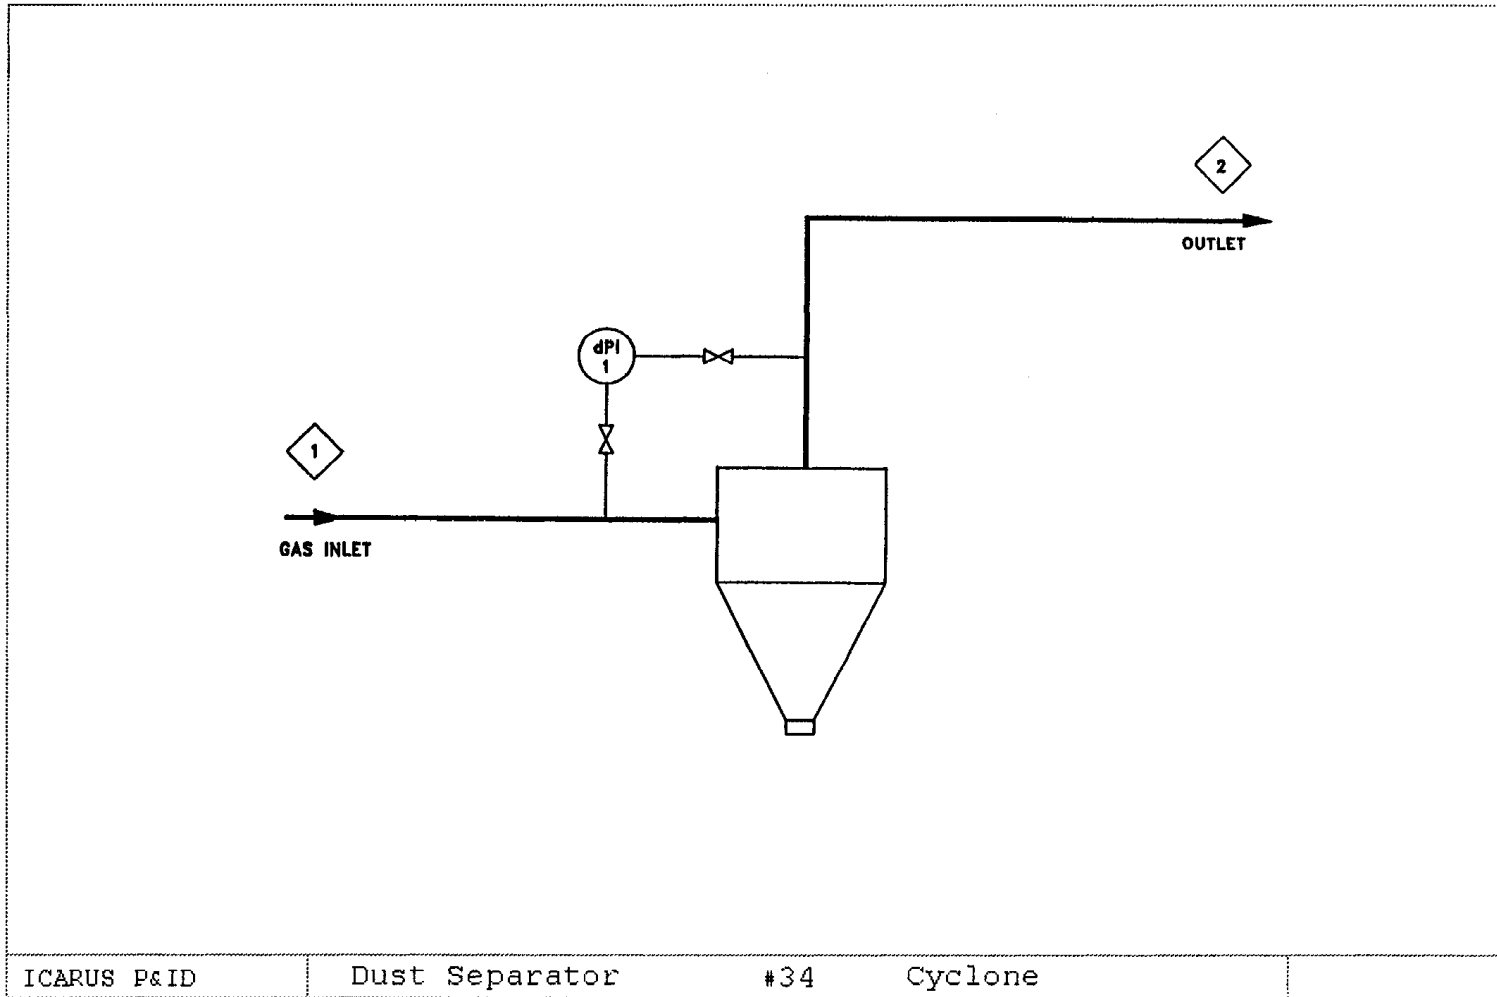 2
OUTLET
dPI
1
1
GAS INLET
ICARUS P&ID Dust Separator #34 Cyclone